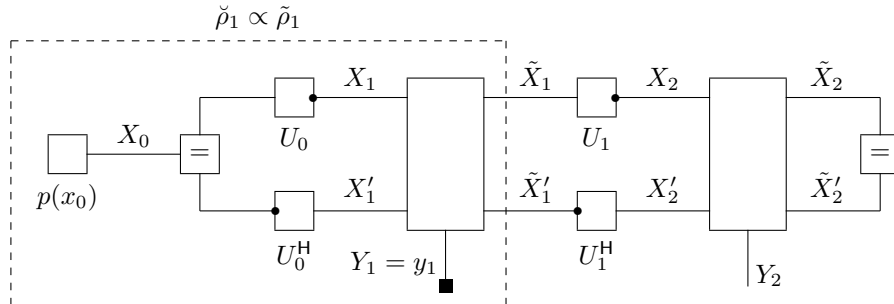 ρ̆₁ ∝ ρ̃₁
X₁ X̃₁ X₂ X̃₂
X₀ = U₀ U₁ =
p(x₀) X′₁ X̃′₁ X′₂ X̃′₂
U₀ᴴ U₁ᴴ
Y₁ = y₁ Y₂